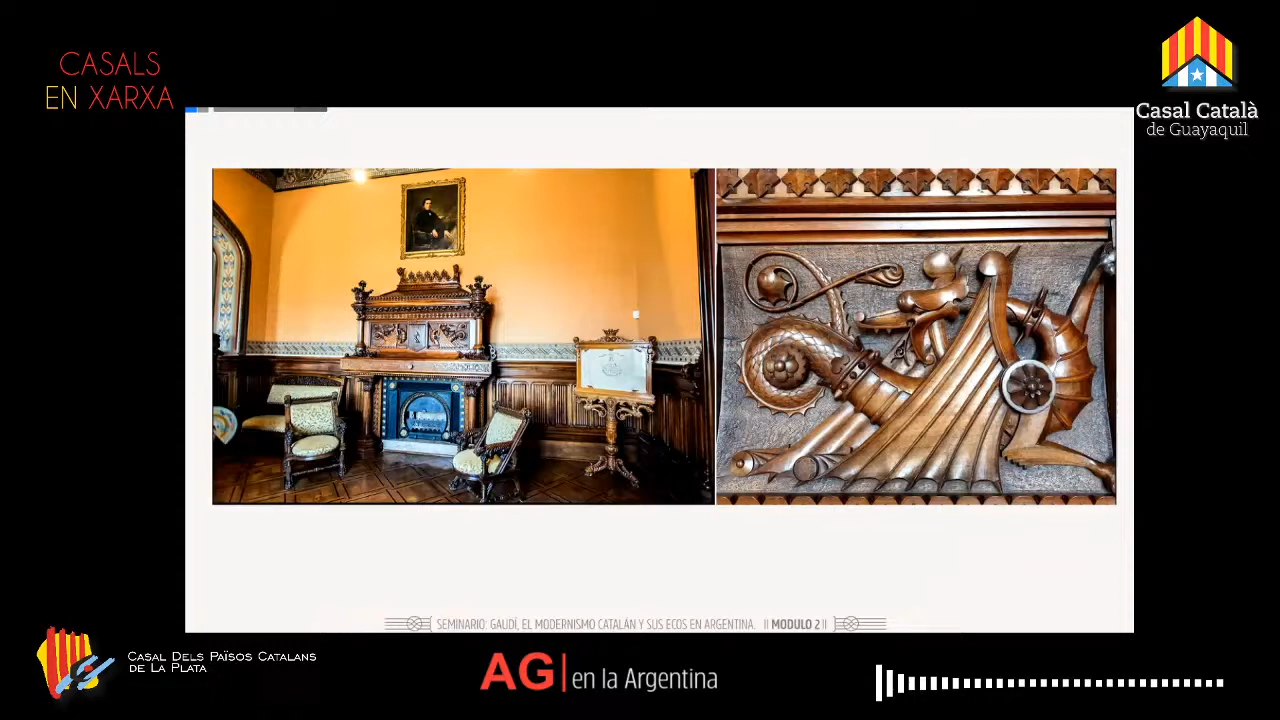 CASALS
EN XARXA
Casal Català
de Guayaquil
SEMINARIO: GAUDÍ, EL MODERNISMO CATALÁN Y SUS ECOS EN ARGENTINA. || MODULO 2 ||
CASAL DELS PAÏSOS CATALANS
DE LA PLATA
AG| en la Argentina